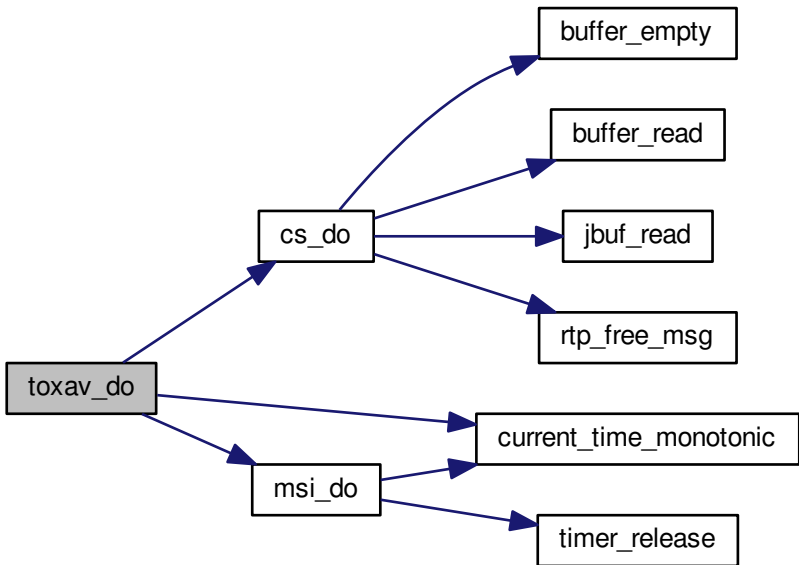 buffer_empty
buffer_read
cs_do
jbuf_read
rtp_free_msg
toxav_do
current_time_monotonic
msi_do
timer_release